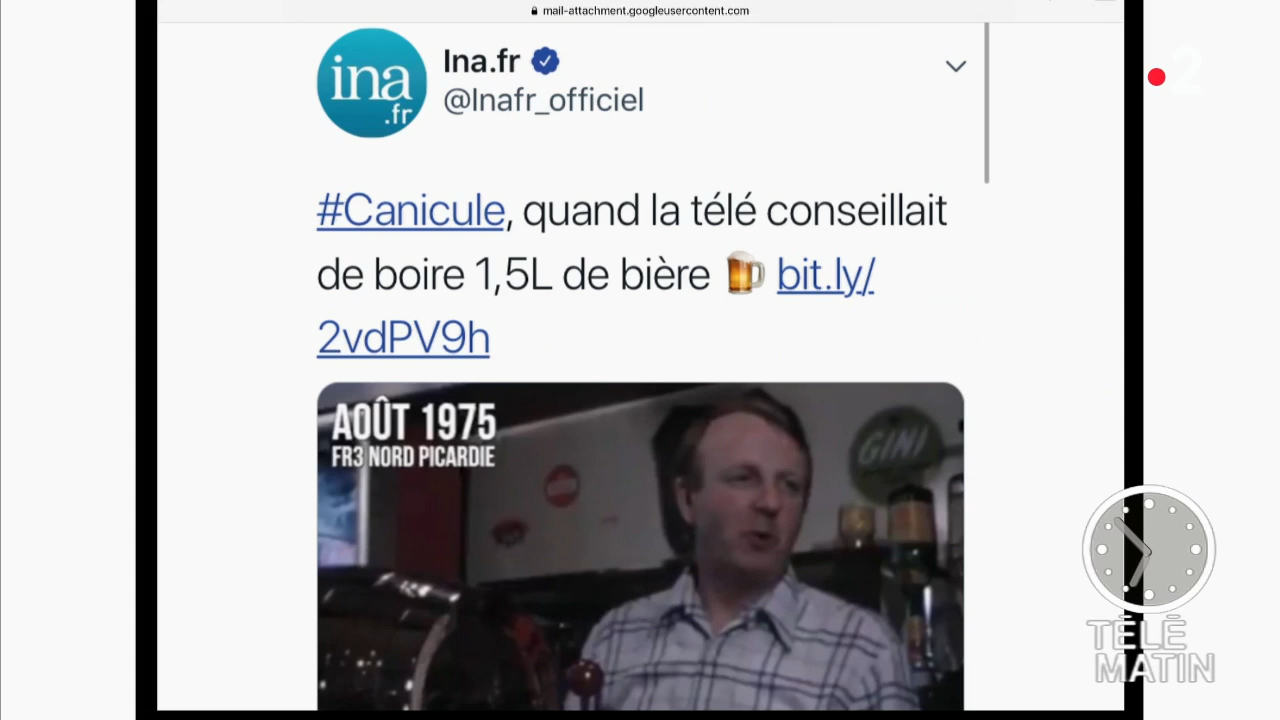 mail-attachment.googleusercontent.com
ina
.fr
Ina.fr
@Inafr_officiel
2
#Canicule, quand la télé conseillait
de boire 1,5L de bière 🍺 bit.ly/
2vdPV9h
AOÛT 1975
FR3 NORD PICARDIE
GINI
TÉLÉ
MATIN